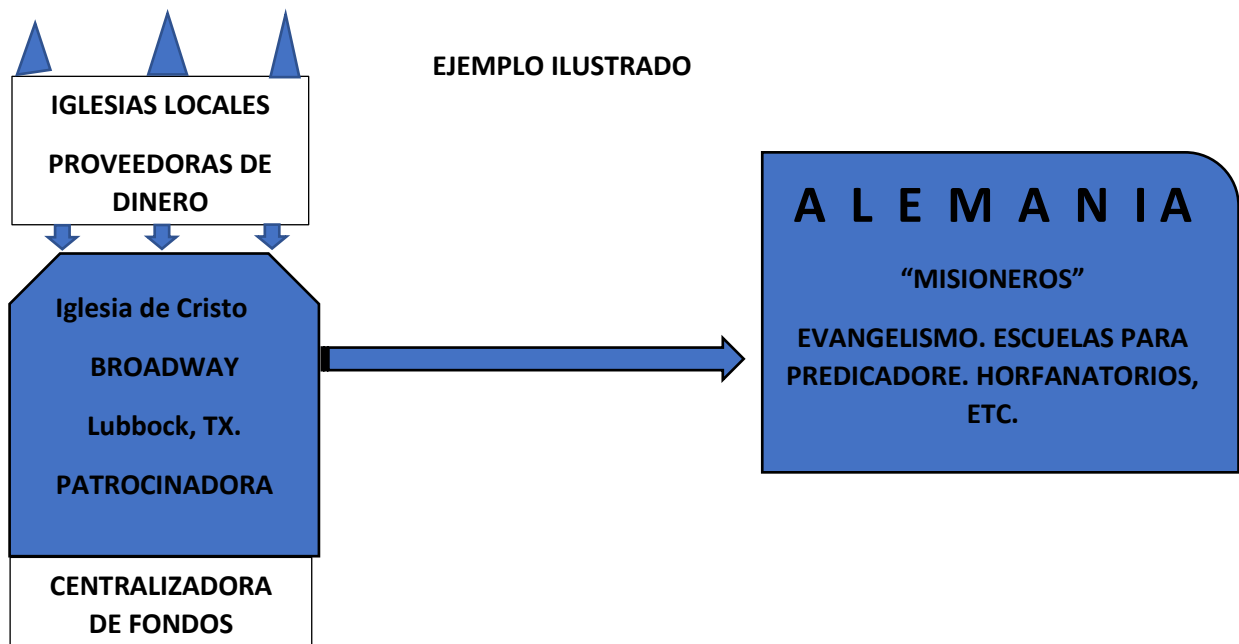 EJEMPLO ILUSTRADO
IGLESIAS LOCALES
PROVEEDORAS DE
DINERO
Iglesia de Cristo
BROADWAY
Lubbock, TX.
PATROCINADORA
CENTRALIZADORA
DE FONDOS
A L E M A N I A
“MISIONEROS”
EVANGELISMO. ESCUELAS PARA
PREDICADORE. HORFANATORIOS,
ETC.